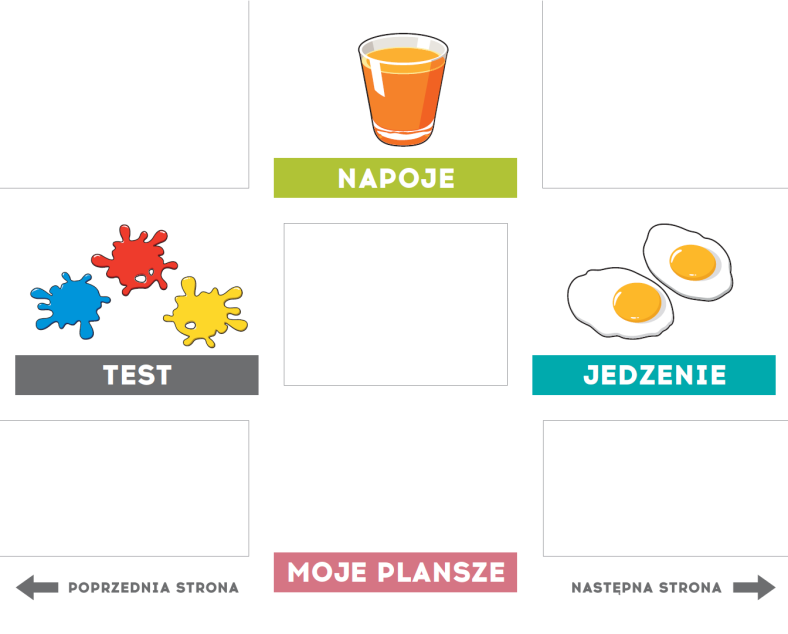 NAPOJE
TEST
JEDZENIE
MOJE PLANSZE
POPRZEDNIA STRONA
NASTĘPNA STRONA